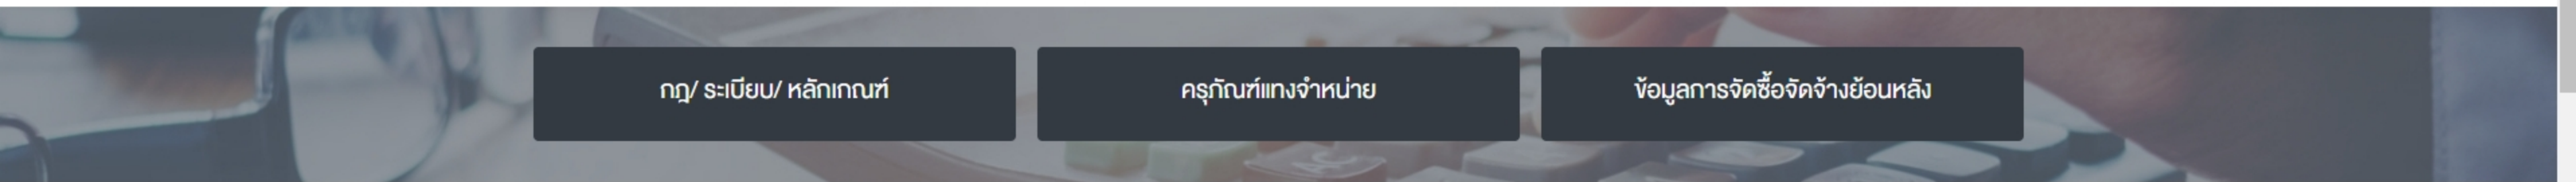 กฎ/ ระเบียบ/ หลักเกณฑ์
ครุภัณฑ์แทงจำหน่าย
ข้อมูลการจัดซื้อจัดจ้างย้อนหลัง